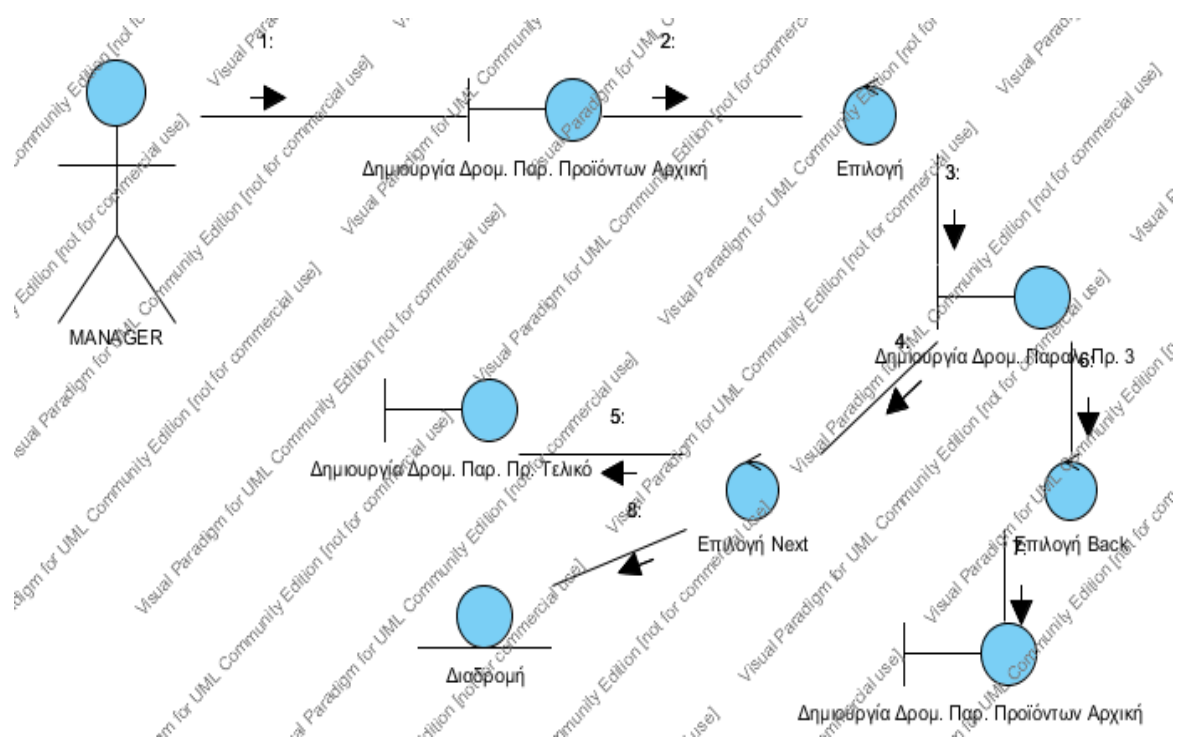 1:
2:
Δημιουργία Δρομ. Παρ. Προϊόντων Αρχική
Επιλογή
3:
MANAGER
4:
Δημιουργία Δρομ. Παραλ. Πρ. 3
6:
5:
Δημιουργία Δρομ. Παρ. Πρ. Τελικό
8:
Επιλογή Next
Επιλογή Back
7:
Διαδρομή
Δημιουργία Δρομ. Παρ. Προϊόντων Αρχική
Visual Paradigm for UML Community Edition [not for commercial use]